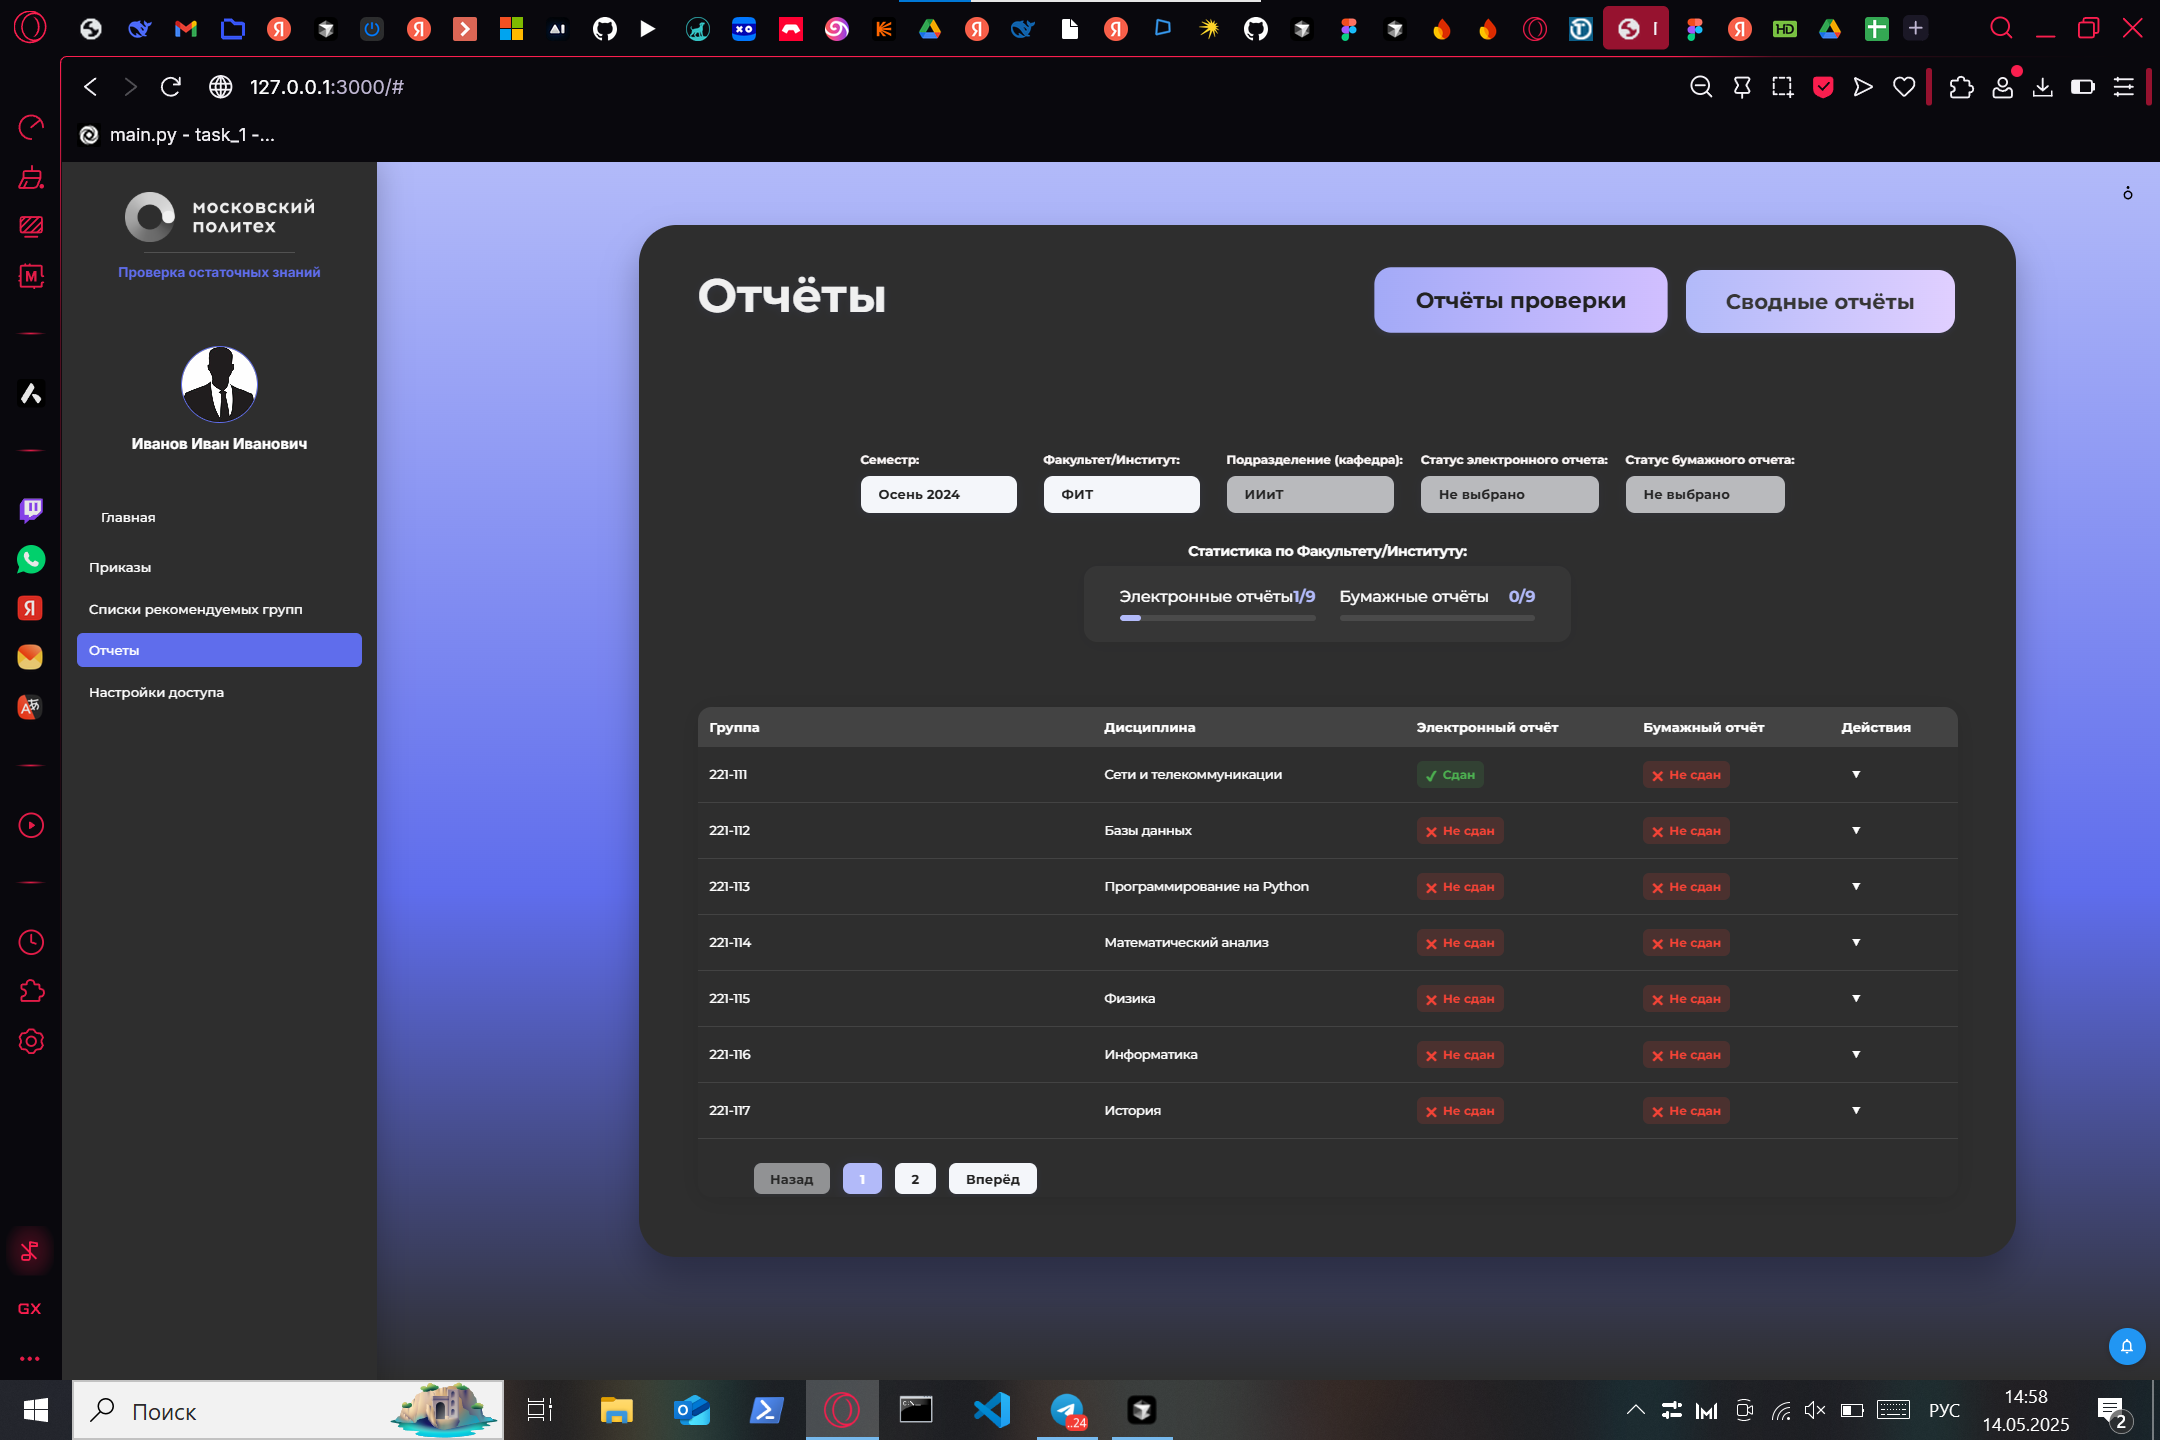 127.0.0.1:3000/#
main.py - task_1 -...
московский
политех
Проверка остаточных знаний
Иванов Иван Иванович
Главная
Приказы
Списки рекомендуемых групп
Отчеты
Настройки доступа
Отчёты
Отчёты проверки
Сводные отчёты
Семестр: Факультет/Институт: Подразделение (кафедра): Статус электронного отчета: Статус бумажного отчета:
Осень 2024 ФИТ ИИиТ Не выбрано Не выбрано
Статистика по Факультету/Институту:
Электронные отчёты 1/9 Бумажные отчёты 0/9
Группа Дисциплина Электронный отчёт Бумажный отчёт Действия
221-111 Сети и телекоммуникации ✓ Сдан ✕ Не сдан ▼
221-112 Базы данных ✕ Не сдан ✕ Не сдан ▼
221-113 Программирование на Python ✕ Не сдан ✕ Не сдан ▼
221-114 Математический анализ ✕ Не сдан ✕ Не сдан ▼
221-115 Физика ✕ Не сдан ✕ Не сдан ▼
221-116 Информатика ✕ Не сдан ✕ Не сдан ▼
221-117 История ✕ Не сдан ✕ Не сдан ▼
Назад 1 2 Вперёд
GX
Поиск
РУС
14:58
14.05.2025
2